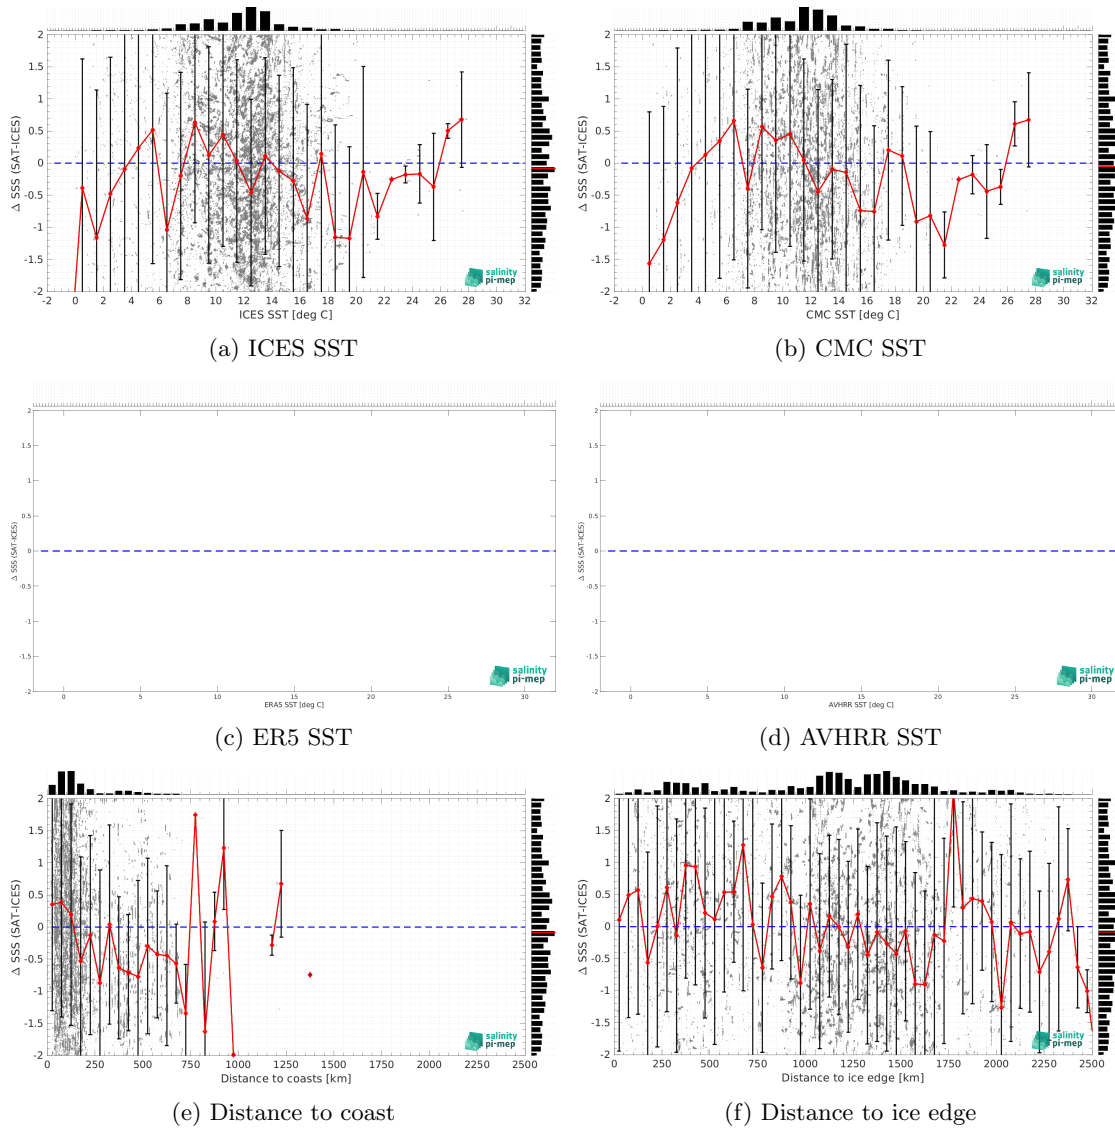 2
1.5
1
0.5
0
-0.5
-1
-1.5
-2
Δ SSS (SAT-ICES)
-2 0 2 4 6 8 10 12 14 16 18 20 22 24 26 28 30 32
ICES SST [deg C]
salinity
pi-mep
(a) ICES SST
2
1.5
1
0.5
0
-0.5
-1
-1.5
-2
Δ SSS (SAT-ICES)
-2 0 2 4 6 8 10 12 14 16 18 20 22 24 26 28 30 32
CMC SST [deg C]
salinity
pi-mep
(b) CMC SST
2
1.5
1
0.5
0
-0.5
-1
-1.5
-2
Δ SSS (SAT-ICES)
0 5 10 15 20 25 30
ERA5 SST [deg C]
salinity
pi-mep
(c) ER5 SST
2
1.5
1
0.5
0
-0.5
-1
-1.5
-2
Δ SSS (SAT-ICES)
0 5 10 15 20 25 30
AVHRR SST [deg C]
salinity
pi-mep
(d) AVHRR SST
2
1.5
1
0.5
0
-0.5
-1
-1.5
-2
Δ SSS (SAT-ICES)
0 250 500 750 1000 1250 1500 1750 2000 2250 2500
Distance to coasts [km]
salinity
pi-mep
(e) Distance to coast
2
1.5
1
0.5
0
-0.5
-1
-1.5
-2
Δ SSS (SAT-ICES)
0 250 500 750 1000 1250 1500 1750 2000 2250 2500
Distance to ice edge [km]
salinity
pi-mep
(f) Distance to ice edge